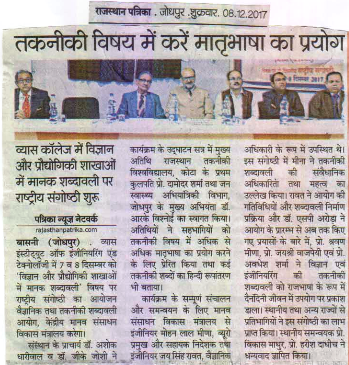 राजस्थान पत्रिका . जोधपुर .शुक्रवार. 08.12.2017
तकनीकी विषय में करें मातृभाषा का प्रयोग
व्यास कॉलेज में विज्ञान
और प्रौद्योगिकी शाखाओं
में मानक शब्दावली पर
राष्ट्रीय संगोष्ठी शुरू
पत्रिका न्यूज नेटवर्क
rajasthanpatrika.com
बासनी (जोधपुर) व्यास
इंस्टीट्यूट ऑफ इंजीनियरिंग एंड
टेक्नोलॉजी में 7 व 8 दिसम्बर को
'विज्ञान और प्रौद्योगिकी शाखाओं
में मानक शब्दावली' विषय पर
राष्ट्रीय संगोष्ठी का आयोजन
वैज्ञानिक तथा तकनीकी शब्दावली
आयोग, केंद्रीय मानव संसाधन
विकास मंत्रालय करेगा।
संस्थान के प्राचार्य डॉ. अशोक
धारीवाल व डॉ. जेके जोशी ने
कार्यक्रम के उद्घाटन सत्र में मुख्य
अतिथि राजस्थान तकनीकी
विश्वविद्यालय, कोटा के प्रथम
कुलपति प्रो. दामोदर शर्मा तथा जन
स्वास्थ्य अभियांत्रिकी विभाग,
जोधपुर के मुख्य अभियंता डॉ.
आरके विश्नोई का स्वागत किया।
अतिथियों ने सहभागियों को
तकनीकी विषय में अधिक से
अधिक मातृभाषा का प्रयोग करने
के लिए प्रेरित किया तथा कई
तकनीकी शब्दों का हिन्दी रूपांतरण
भी बताया।
कार्यक्रम के सम्पूर्ण संचालन
और समन्वयन के लिए मानव
संसाधन विकास मंत्रालय से
इंजीनियर मोहन लाल मीणा, ब्यूरो
प्रमुख और सहायक निदेशक तथा
इंजीनियर जय सिंह रावत, वैज्ञानिक
अधिकारी के रूप में उपस्थित थे।
इस संगोष्ठी में मीना ने तकनीकी
शब्दावली की संवैधानिक
अधिकारिता तथा महत्व का
उल्लेख किया। रावत ने आयोग की
गतिविधियों और शब्दावली निर्माण
प्रक्रिया और डॉ. एसपी अरोड़ा ने
आयोग के प्रारम्भ से अब तक किए
गए प्रयासों के बारे में, प्रो. श्रवण
मीणा, प्रो. जयश्री वाजपेयी एवं प्रो.
अवधेश शर्मा ने विज्ञान एवं
इंजीनियरिंग की तकनीकी
शब्दावली को राजभाषा के रूप में
दैनंदिनी जीवन में उपयोग पर प्रकाश
डाला। स्थानीय तथा अन्य राज्यों से
प्रतिभागियों ने इस संगोष्ठी का लाभ
प्राप्त किया। स्थानीय समन्वयक प्रो.
विकास माथुर, प्रो. हरीश दाधीच ने
धन्यवाद ज्ञापित किया।